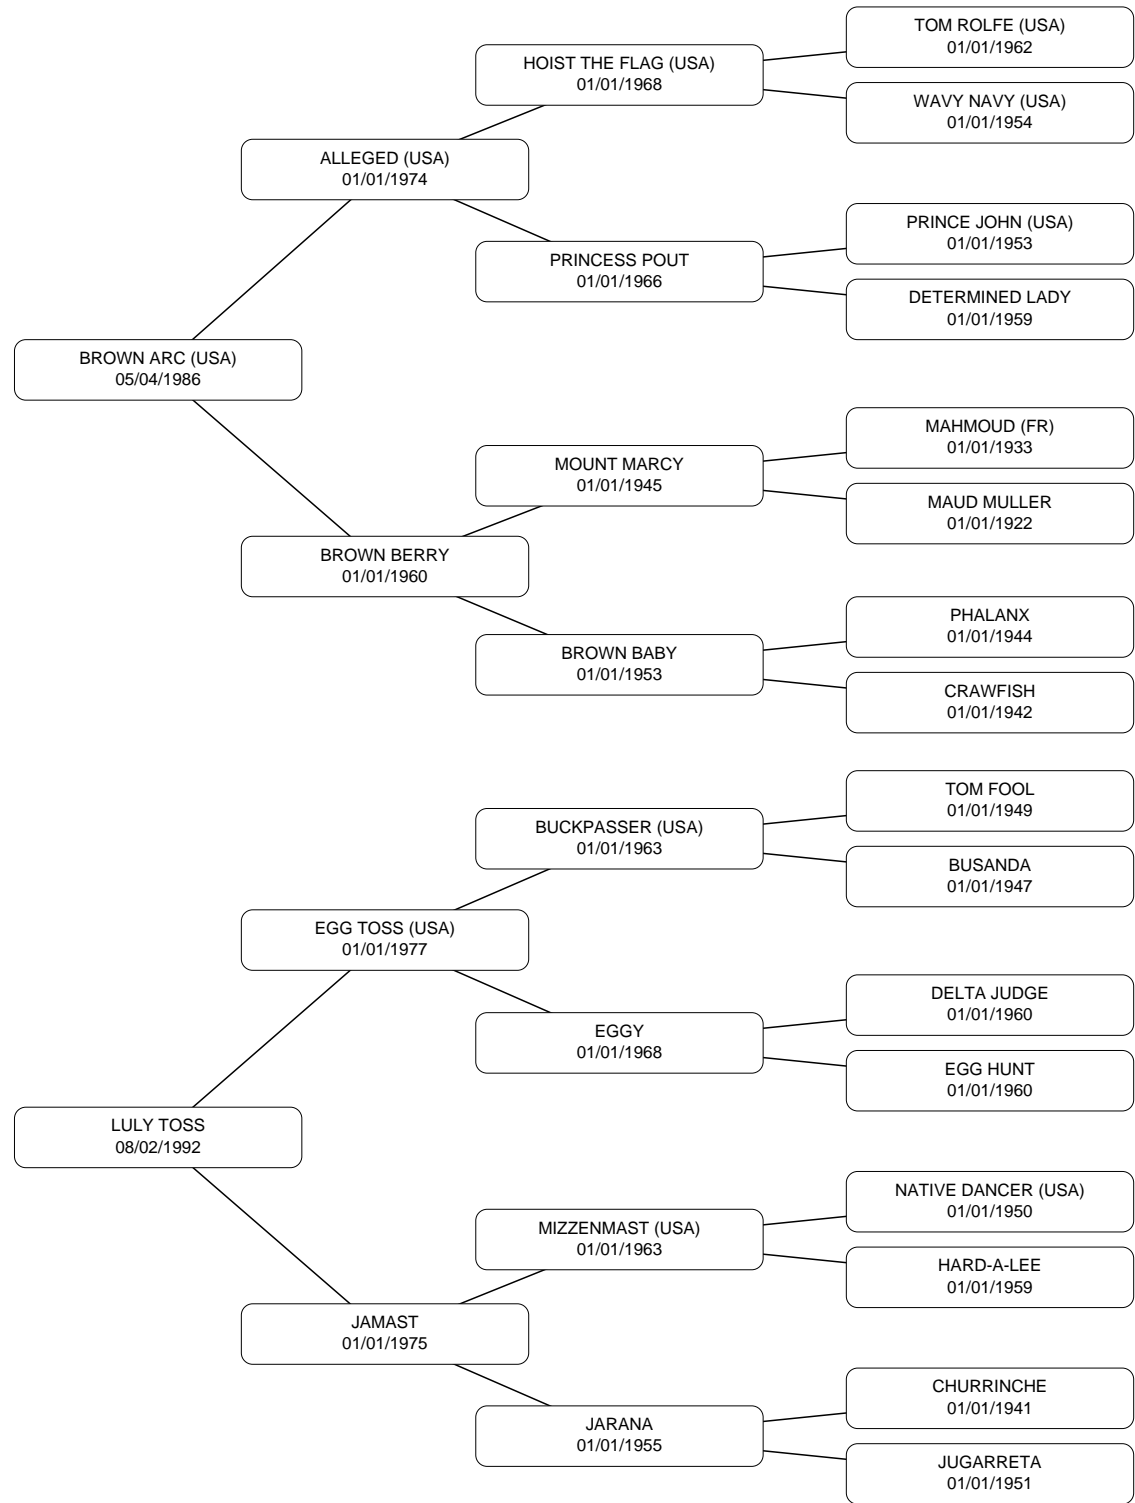 TOM ROLFE (USA)
01/01/1962
HOIST THE FLAG (USA)
01/01/1968
WAVY NAVY (USA)
01/01/1954
ALLEGED (USA)
01/01/1974
PRINCE JOHN (USA)
01/01/1953
PRINCESS POUT
01/01/1966
DETERMINED LADY
01/01/1959
BROWN ARC (USA)
05/04/1986
MAHMOUD (FR)
01/01/1933
MOUNT MARCY
01/01/1945
MAUD MULLER
01/01/1922
BROWN BERRY
01/01/1960
PHALANX
01/01/1944
BROWN BABY
01/01/1953
CRAWFISH
01/01/1942
TOM FOOL
01/01/1949
BUCKPASSER (USA)
01/01/1963
BUSANDA
01/01/1947
EGG TOSS (USA)
01/01/1977
DELTA JUDGE
01/01/1960
EGGY
01/01/1968
EGG HUNT
01/01/1960
LULY TOSS
08/02/1992
NATIVE DANCER (USA)
01/01/1950
MIZZENMAST (USA)
01/01/1963
HARD-A-LEE
01/01/1959
JAMAST
01/01/1975
CHURRINCHE
01/01/1941
JARANA
01/01/1955
JUGARRETA
01/01/1951